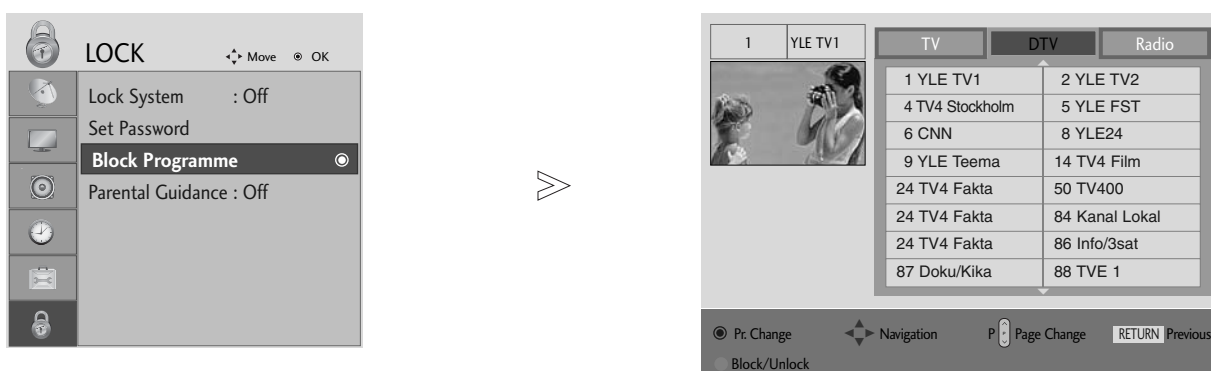 LOCK
Move OK
Lock System : Off
Set Password
Block Programme
Parental Guidance : Off
1 YLE TV1
TV DTV Radio
1 YLE TV1 2 YLE TV2
4 TV4 Stockholm 5 YLE FST
6 CNN 8 YLE24
9 YLE Teema 14 TV4 Film
24 TV4 Fakta 50 TV400
24 TV4 Fakta 84 Kanal Lokal
24 TV4 Fakta 86 Info/3sat
87 Doku/Kika 88 TVE 1
Pr. Change Navigation P Page Change RETURN Previous
Block/Unlock